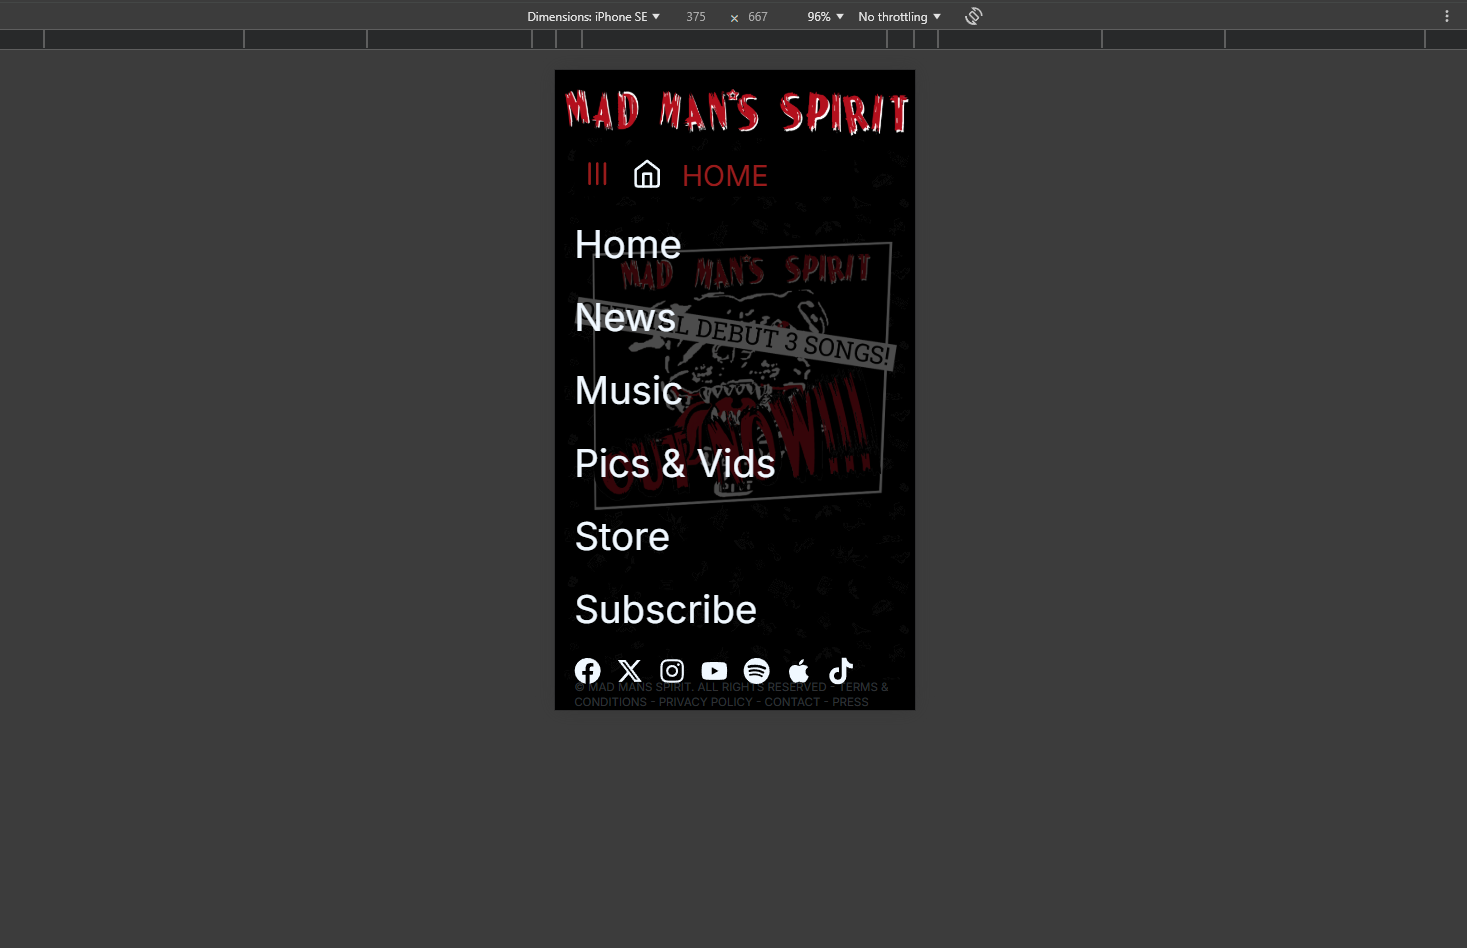 Dimensions: iPhone SE 375 × 667 96% No throttling
MAD MAN'S SPIRIT
HOME
Home
MAD MAN'S SPIRIT
News
L DEBUT 3 SONGS!
Music
OUT NOW!!!
Pics & Vids
Store
Subscribe
© MAD MANS SPIRIT. ALL RIGHTS RESERVED - TERMS &
CONDITIONS - PRIVACY POLICY - CONTACT - PRESS